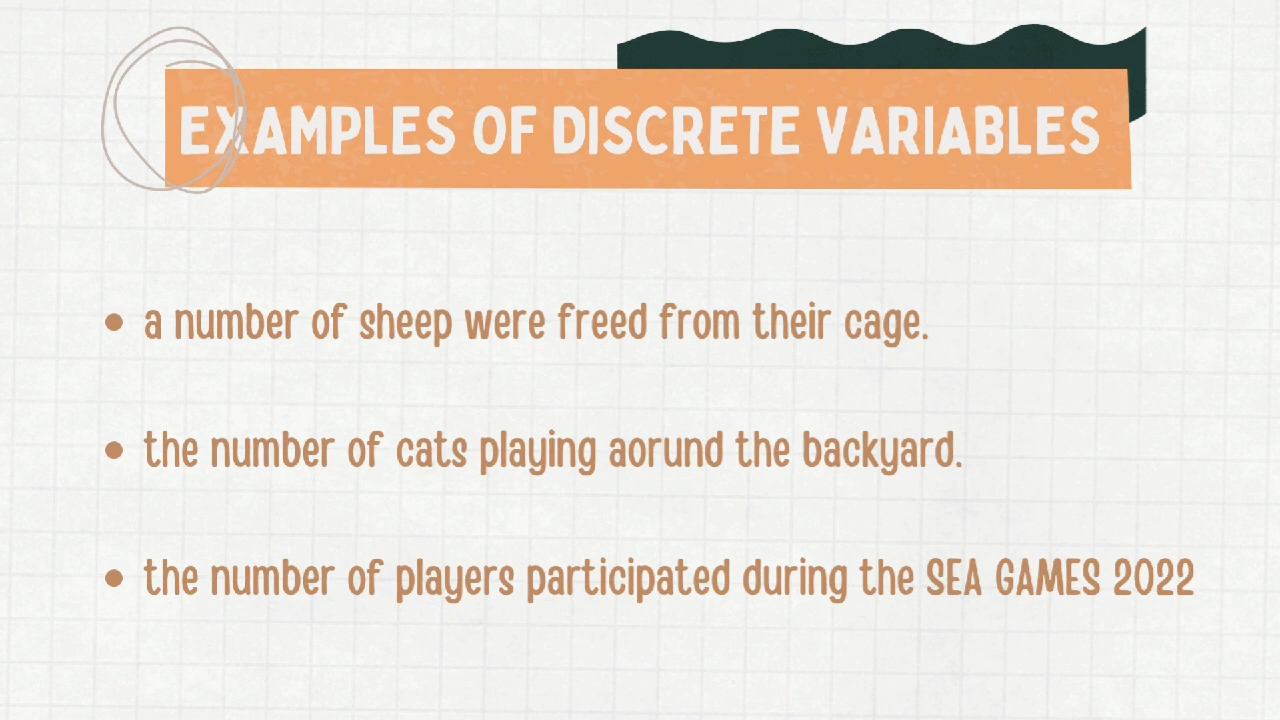 EXAMPLES OF DISCRETE VARIABLES
a number of sheep were freed from their cage.
the number of cats playing aorund the backyard.
the number of players participated during the SEA GAMES 2022